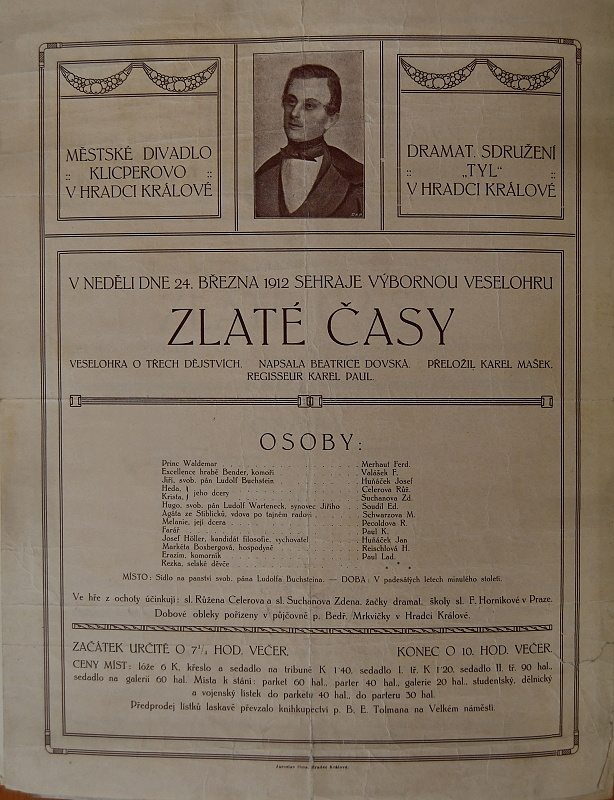 MĚSTSKÉ DIVADLO
:: KLICPEROVO ::
V HRADCI KRÁLOVÉ
DRAMAT. SDRUŽENÍ
:: „TYL" ::
V HRADCI KRÁLOVÉ
V NEDĚLI DNE 24. BŘEZNA 1912 SEHRAJE VÝBORNOU VESELOHRU
ZLATÉ ČASY
VESELOHRA O TŘECH DĚJSTVÍCH. NAPSALA BEATRICE DOVSKÁ. PŘELOŽIL KAREL MAŠEK.
REGISSEUR KAREL PAUL.
OSOBY:
Princ Waldemar Merhaut Ferd.
Excellence hrabě Bender, komoří Valášek F.
Jiří, svob. pán Ludolf Buchstein Huňáček Josef
Heda, Celerova Růž.
jeho dcery
Krista, Suchanova Zd.
Hugo, svob. pán Ludolf Warteneck, synovec Jiřího Soudil Ed.
Agáta ze Stiblicků, vdova po tajném radovi Schwarzova M.
Melanie, její dcera Pecoldova R.
Farář Paul K.
Josef Höller, kandidát filosofie, vychovatel Huňáček Jan
Markéta Bosbergová, hospodyně Reischlová H.
Erazim, komorník Paul Lad.
Rezka, selské děvče * * *
MÍSTO: Sídlo na panství svob. pána Ludolfa Buchsteina. — DOBA: V padesátých letech minulého století.
Ve hře z ochoty účinkují: sl. Růžena Celerova a sl. Suchanova Zdena, žačky dramat. školy sl. F. Horníkové v Praze.
Dobové obleky pořízeny v půjčovně p. Bedř. Mrkvičky v Hradci Králové.
ZAČÁTEK URČITĚ O HOD. VEČER. KONEC O 10. HOD. VEČER.
CENY MÍST: lóže 6 K, křeslo a sedadlo na tribuně K 1·40, sedadlo I. tř. K 1·20, sedadlo II. tř. 90 hal.,
sedadlo na galerii 60 hal. Místa k stání: parket 60 hal., parter 40 hal., galerie 20 hal., studentský, dělnický
a vojenský lístek do parketu 40 hal., do parteru 30 hal.
Předprodej lístků laskavě převzalo knihkupectví p. B. E. Tolmana na Velkém náměstí.